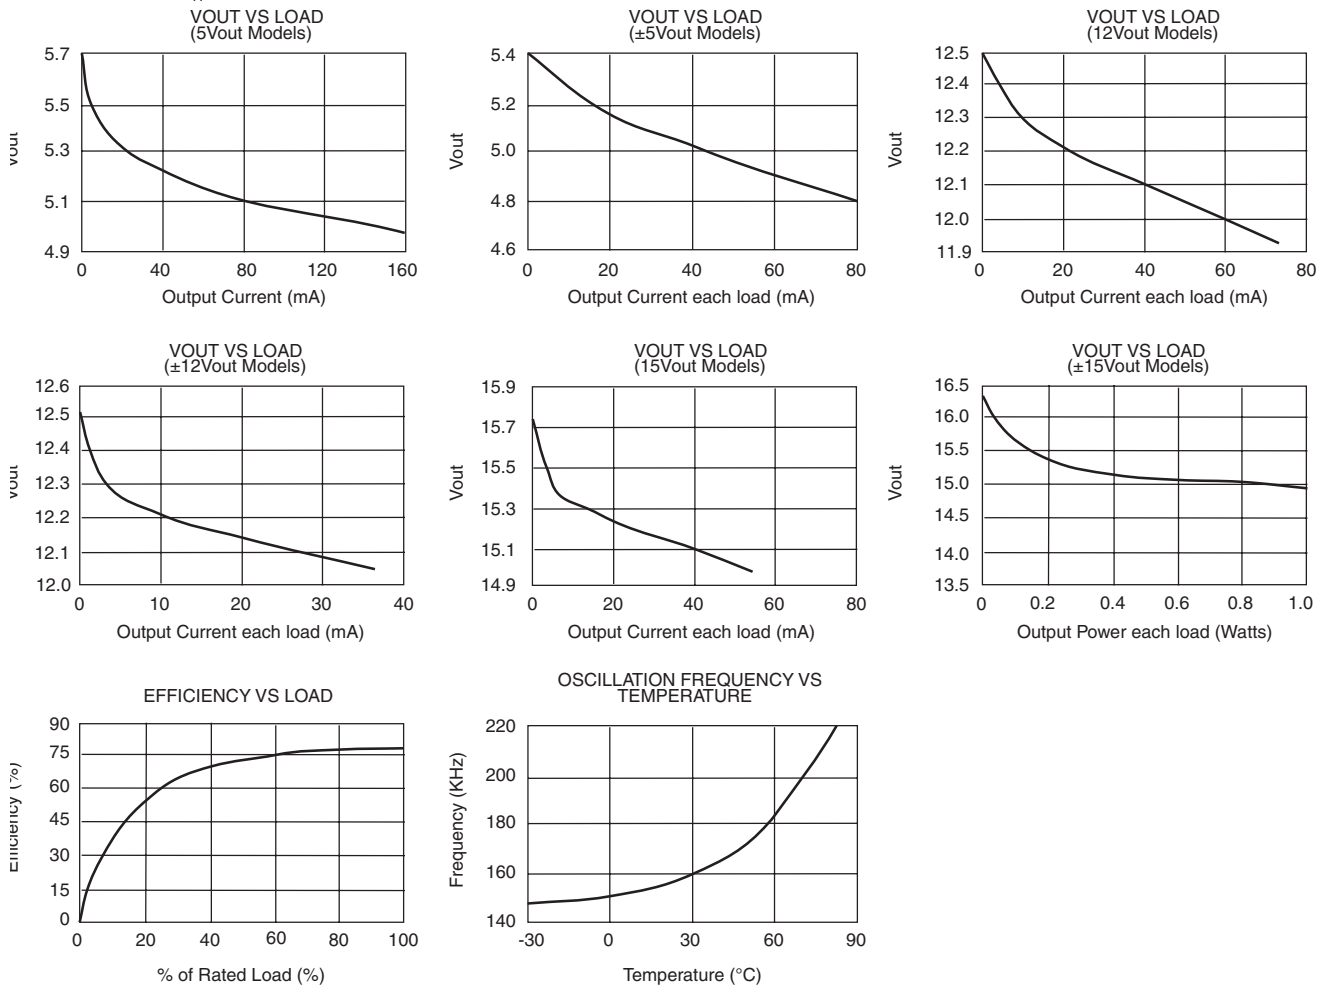 VOUT VS LOAD
(5Vout Models)
5.7
5.5
5.3
5.1
4.9
Vout
0 40 80 120 160
Output Current (mA)
VOUT VS LOAD
(±5Vout Models)
5.4
5.2
5.0
4.8
4.6
Vout
0 20 40 60 80
Output Current each load (mA)
VOUT VS LOAD
(12Vout Models)
12.5
12.4
12.3
12.2
12.1
12.0
11.9
Vout
0 20 40 60 80
Output Current each load (mA)
VOUT VS LOAD
(±12Vout Models)
12.6
12.5
12.4
12.3
12.2
12.1
12.0
Vout
0 10 20 30 40
Output Current each load (mA)
VOUT VS LOAD
(15Vout Models)
15.9
15.7
15.5
15.3
15.1
14.9
Vout
0 20 40 60 80
Output Current each load (mA)
VOUT VS LOAD
(±15Vout Models)
16.5
16.0
15.5
15.0
14.5
14.0
13.5
Vout
0 0.2 0.4 0.6 0.8 1.0
Output Power each load (Watts)
EFFICIENCY VS LOAD
90
75
60
45
30
15
0
Efficiency (%)
0 20 40 60 80 100
% of Rated Load (%)
OSCILLATION FREQUENCY VS
TEMPERATURE
220
200
180
160
140
Frequency (KHz)
-30 0 30 60 90
Temperature (°C)